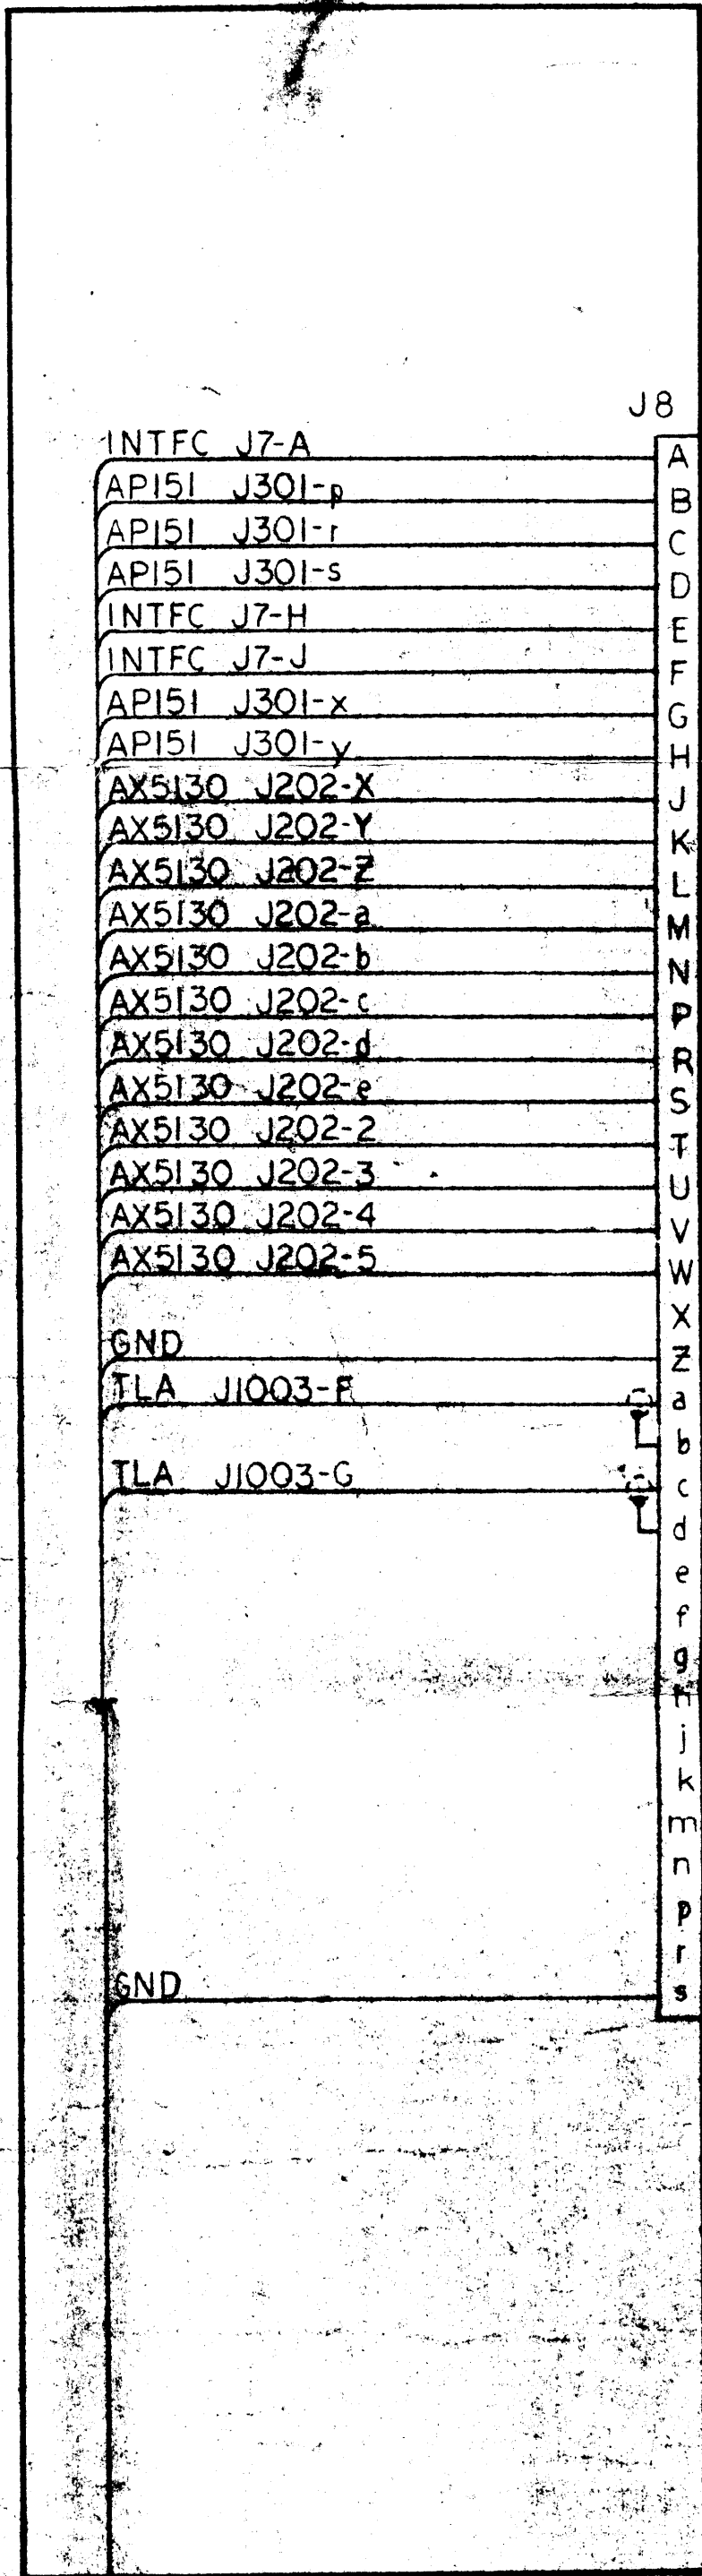 J8
INTFC J7-A A
AP151 J301-p B
AP151 J301-r C
AP151 J301-s D
INTFC J7-H E
INTFC J7-J F
AP151 J301-x G
AP151 J301-y H
AX5130 J202-X J
AX5130 J202-Y K
AX5130 J202-Z L
AX5130 J202-a M
AX5130 J202-b N
AX5130 J202-c P
AX5130 J202-d R
AX5130 J202-e S
AX5130 J202-2 T
AX5130 J202-3 U
AX5130 J202-4 V
AX5130 J202-5 W
X
GND Z
TLA J1003-F a
b
TLA J1003-G c
d
e
f
g
h
j
k
m
n
p
r
GND s